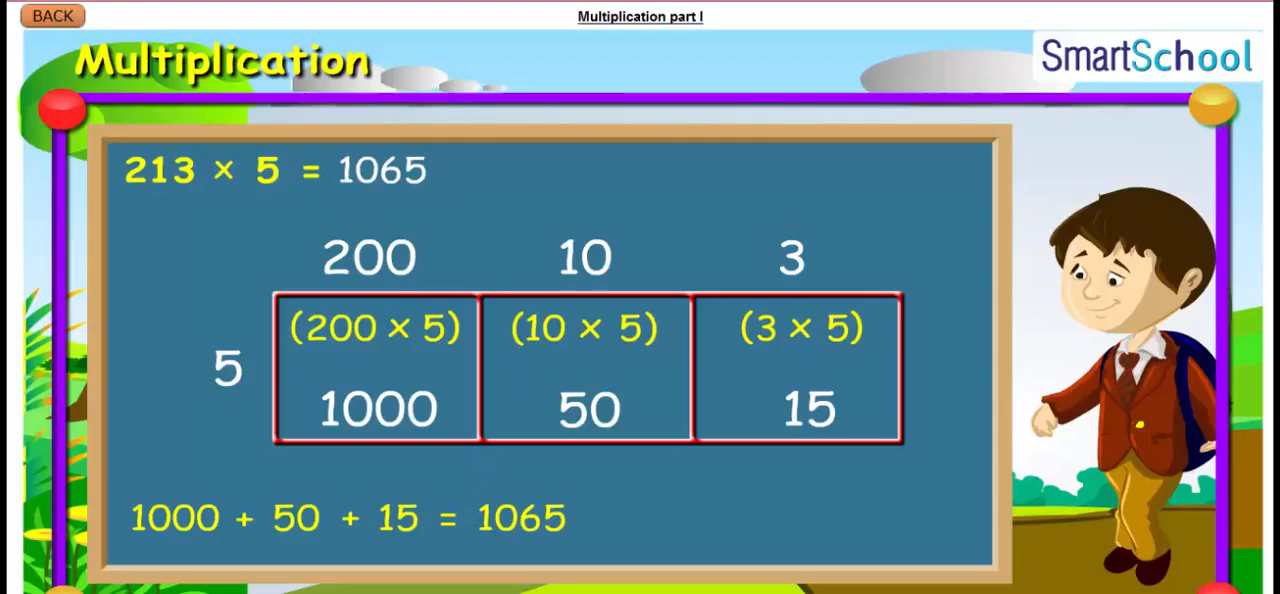 BACK
Multiplication part I
Multiplication
SmartSchool
213 × 5 = 1065
200 10 3
(200 × 5) (10 × 5) (3 × 5)
5
1000 50 15
1000 + 50 + 15 = 1065